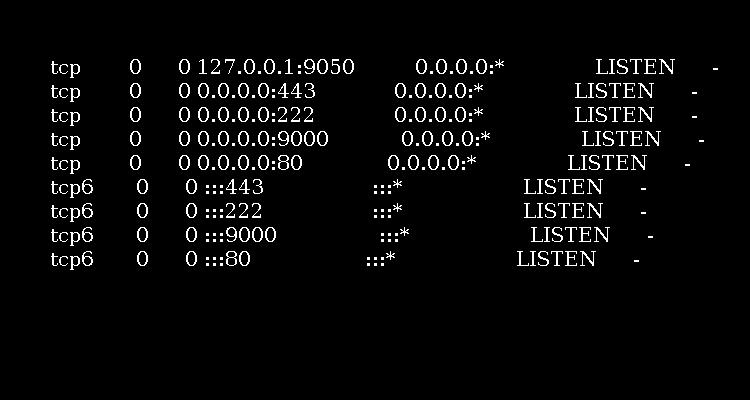 tcp 0 0 127.0.0.1:9050 0.0.0.0:* LISTEN -
tcp 0 0 0.0.0.0:443 0.0.0.0:* LISTEN -
tcp 0 0 0.0.0.0:222 0.0.0.0:* LISTEN -
tcp 0 0 0.0.0.0:9000 0.0.0.0:* LISTEN -
tcp 0 0 0.0.0.0:80 0.0.0.0:* LISTEN -
tcp6 0 0 :::443 :::* LISTEN -
tcp6 0 0 :::222 :::* LISTEN -
tcp6 0 0 :::9000 :::* LISTEN -
tcp6 0 0 :::80 :::* LISTEN -